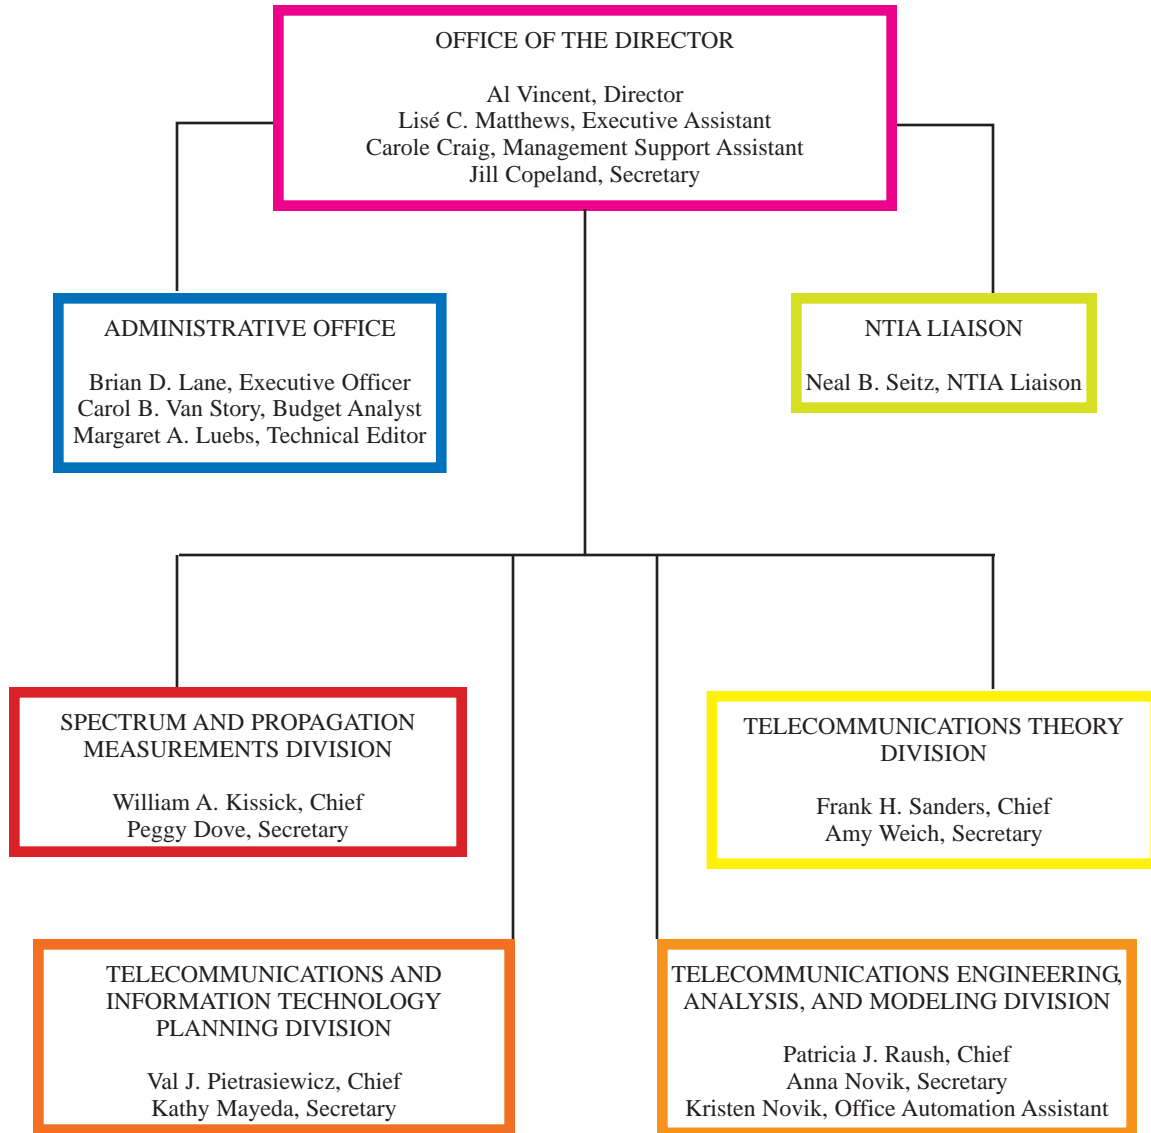 OFFICE OF THE DIRECTOR
Al Vincent, Director
Lisé C. Matthews, Executive Assistant
Carole Craig, Management Support Assistant
Jill Copeland, Secretary
ADMINISTRATIVE OFFICE
Brian D. Lane, Executive Officer
Carol B. Van Story, Budget Analyst
Margaret A. Luebs, Technical Editor
NTIA LIAISON
Neal B. Seitz, NTIA Liaison
SPECTRUM AND PROPAGATION
MEASUREMENTS DIVISION
William A. Kissick, Chief
Peggy Dove, Secretary
TELECOMMUNICATIONS THEORY
DIVISION
Frank H. Sanders, Chief
Amy Weich, Secretary
TELECOMMUNICATIONS AND
INFORMATION TECHNOLOGY
PLANNING DIVISION
Val J. Pietrasiewicz, Chief
Kathy Mayeda, Secretary
TELECOMMUNICATIONS ENGINEERING,
ANALYSIS, AND MODELING DIVISION
Patricia J. Raush, Chief
Anna Novik, Secretary
Kristen Novik, Office Automation Assistant